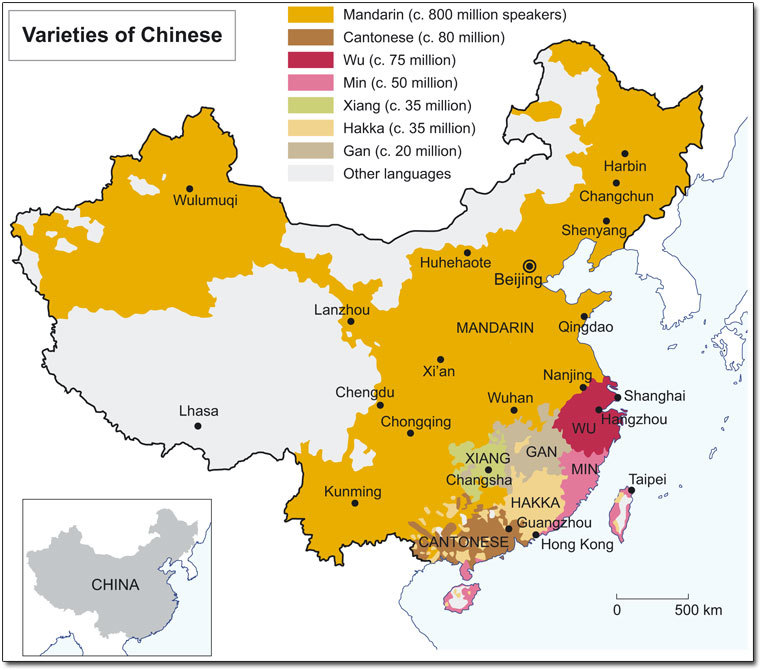 Varieties of Chinese
Mandarin (c. 800 million speakers)
Cantonese (c. 80 million)
Wu (c. 75 million)
Min (c. 50 million)
Xiang (c. 35 million)
Hakka (c. 35 million)
Gan (c. 20 million)
Other languages
Harbin
Changchun
Wulumuqi
Shenyang
Huhehaote
Beijing
Lanzhou
MANDARIN
Qingdao
Xi'an
Nanjing
Chengdu
Wuhan
Shanghai
Lhasa
Hangzhou
Chongqing
WU
GAN
XIANG
MIN
Changsha
Taipei
Kunming
HAKKA
Guangzhou
CANTONESE
Hong Kong
CHINA
0 500 km